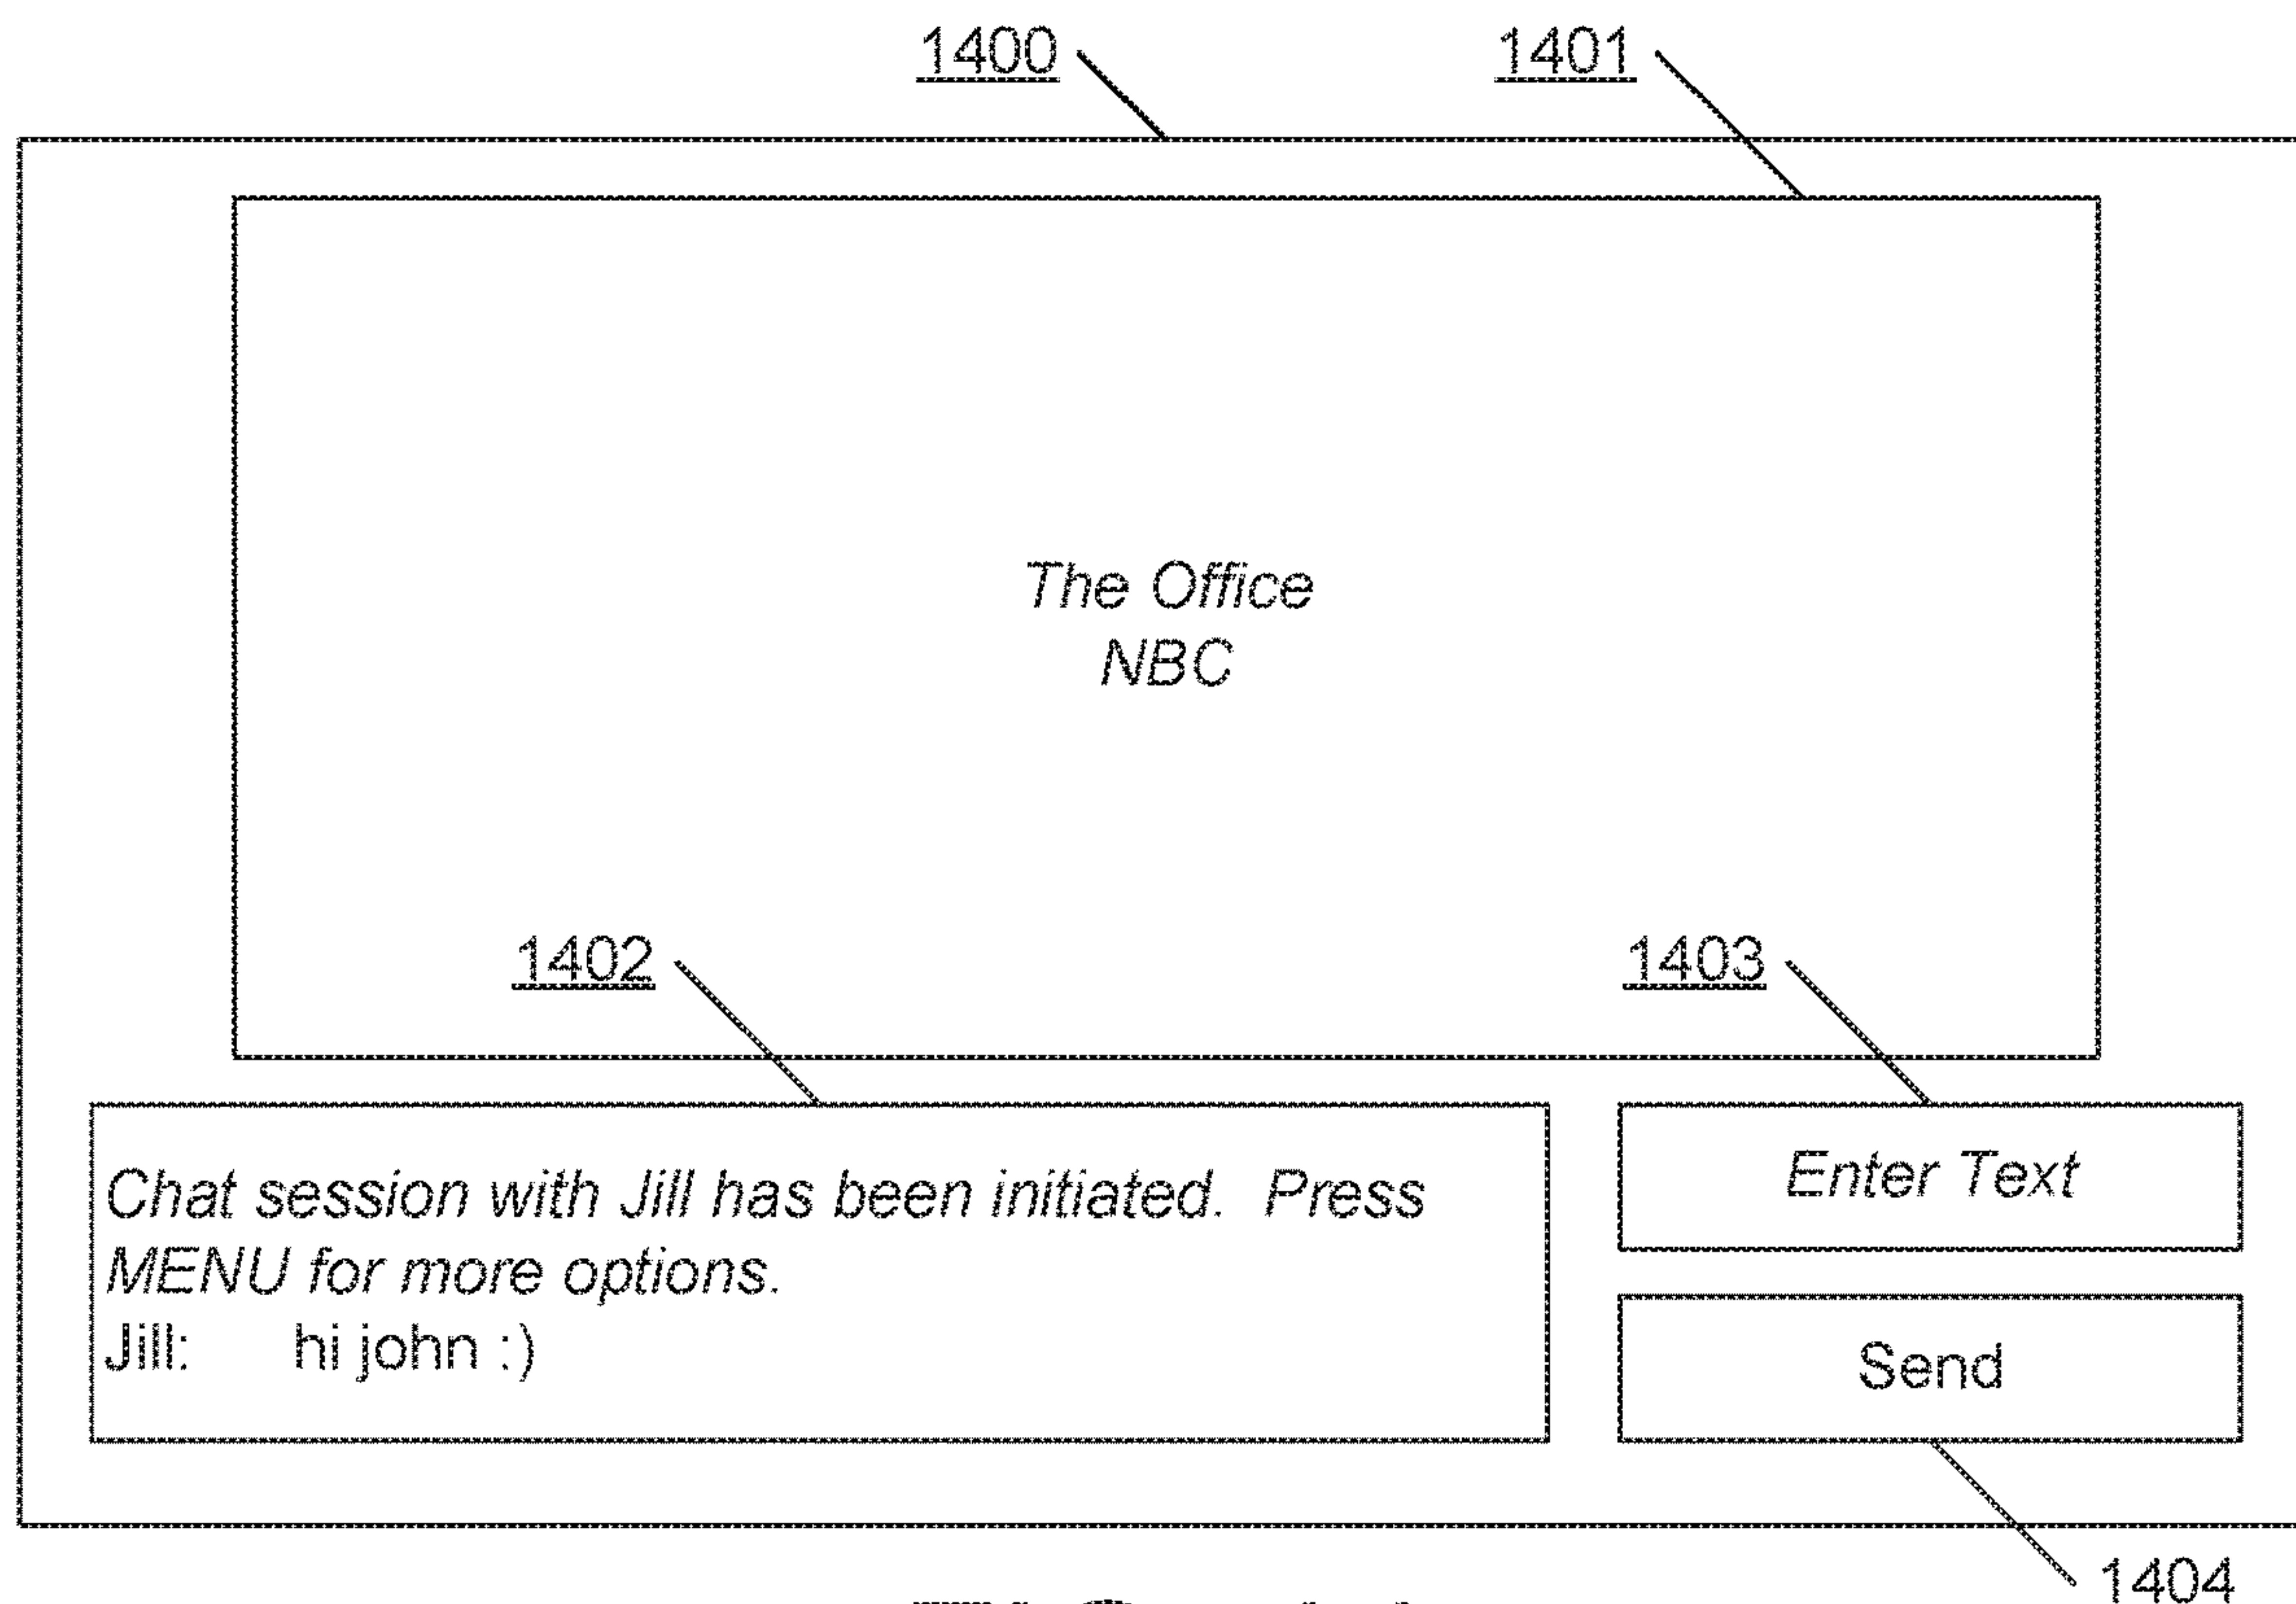 1400 1401
The Office
NBC
1402 1403
Chat session with Jill has been initiated. Press
MENU for more options.
Jill: hi john :)
Enter Text
Send
1404